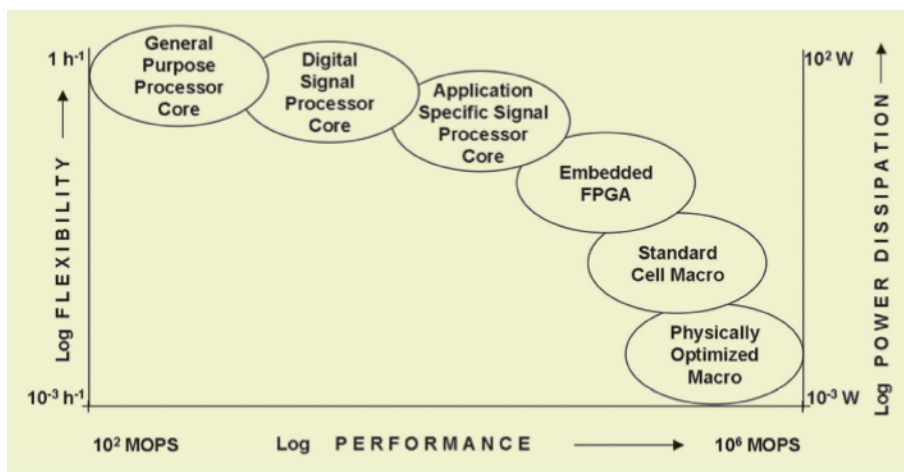 General
Purpose
Processor
Core
Digital
Signal
Processor
Core
Application
Specific Signal
Processor
Core
Embedded
FPGA
Standard
Cell Macro
Physically
Optimized
Macro
1 h⁻¹
Log FLEXIBILITY
10⁻³ h⁻¹
10² W
Log POWER DISSIPATION
10⁻³ W
10² MOPS
Log PERFORMANCE
10⁶ MOPS